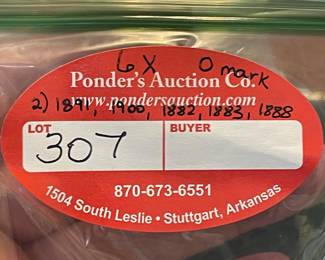 6X O mark
Ponder's Auction Co.
2) 1891, 1900, 1882, 1883, 1888
www.pondersauction.com
LOT BUYER
307
870-673-6551
1504 South Leslie • Stuttgart, Arkansas